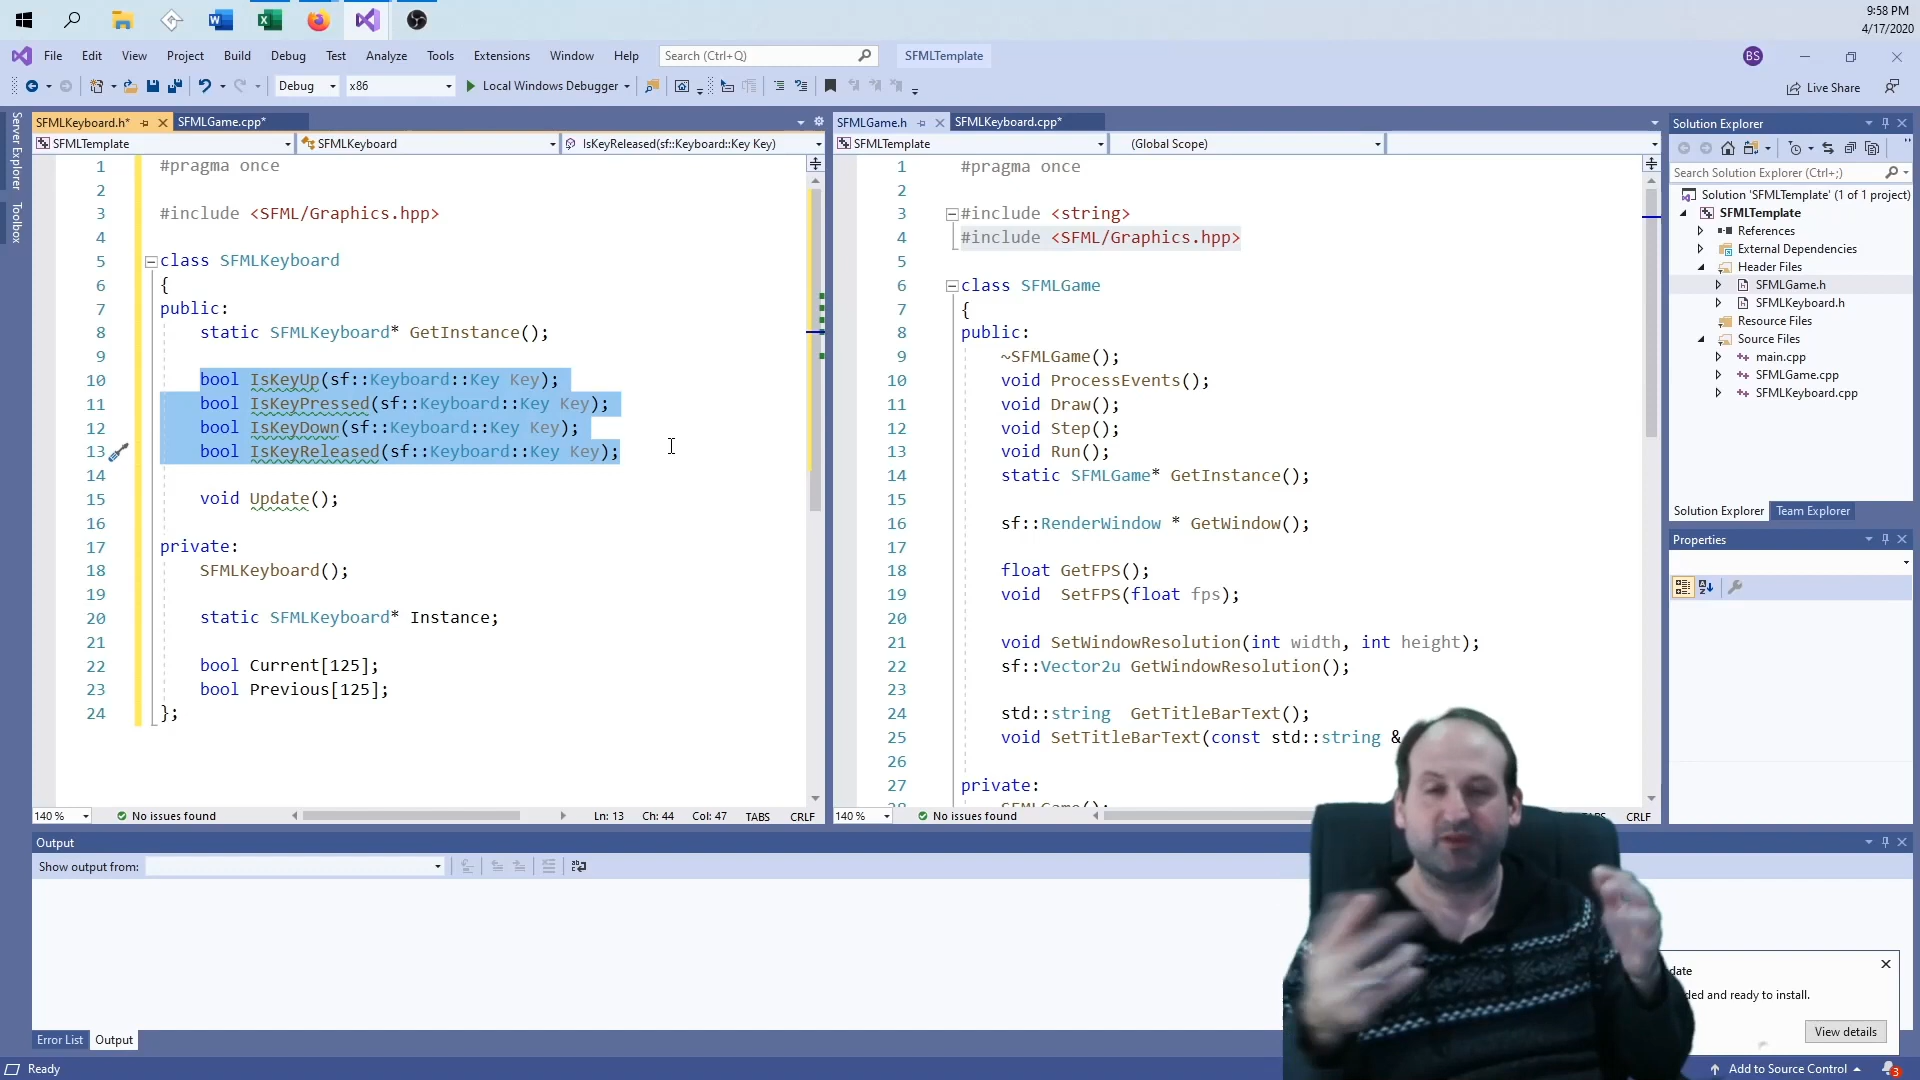 9:58 PM
4/17/2020
File Edit View Project Build Debug Test Analyze Tools Extensions Window Help Search (Ctrl+Q) SFMLTemplate BS
Debug x86 Local Windows Debugger Live Share
Server Explorer
Toolbox
SFMLKeyboard.h* SFMLGame.cpp*
SFMLTemplate SFMLKeyboard IsKeyReleased(sf::Keyboard::Key Key)
1 #pragma once
2
3 #include <SFML/Graphics.hpp>
4
5 class SFMLKeyboard
6 {
7 public:
8 static SFMLKeyboard* GetInstance();
9
10 bool IsKeyUp(sf::Keyboard::Key Key);
11 bool IsKeyPressed(sf::Keyboard::Key Key);
12 bool IsKeyDown(sf::Keyboard::Key Key);
13 bool IsKeyReleased(sf::Keyboard::Key Key);
14
15 void Update();
16
17 private:
18 SFMLKeyboard();
19
20 static SFMLKeyboard* Instance;
21
22 bool Current[125];
23 bool Previous[125];
24 };
140 % No issues found Ln: 13 Ch: 44 Col: 47 TABS CRLF
SFMLGame.h SFMLKeyboard.cpp*
SFMLTemplate (Global Scope)
1 #pragma once
2
3 #include <string>
4 #include <SFML/Graphics.hpp>
5
6 class SFMLGame
7 {
8 public:
9 ~SFMLGame();
10 void ProcessEvents();
11 void Draw();
12 void Step();
13 void Run();
14 static SFMLGame* GetInstance();
15
16 sf::RenderWindow * GetWindow();
17
18 float GetFPS();
19 void SetFPS(float fps);
20
21 void SetWindowResolution(int width, int height);
22 sf::Vector2u GetWindowResolution();
23
24 std::string GetTitleBarText();
25 void SetTitleBarText(const std::string &
26
27 private:
140 % No issues found CRLF
Solution Explorer
Search Solution Explorer (Ctrl+;)
Solution 'SFMLTemplate' (1 of 1 project)
SFMLTemplate
References
External Dependencies
Header Files
SFMLGame.h
SFMLKeyboard.h
Resource Files
Source Files
main.cpp
SFMLGame.cpp
SFMLKeyboard.cpp
Solution Explorer Team Explorer
Properties
Output
Show output from:
Error List Output
date
ded and ready to install.
View details
Ready Add to Source Control 3